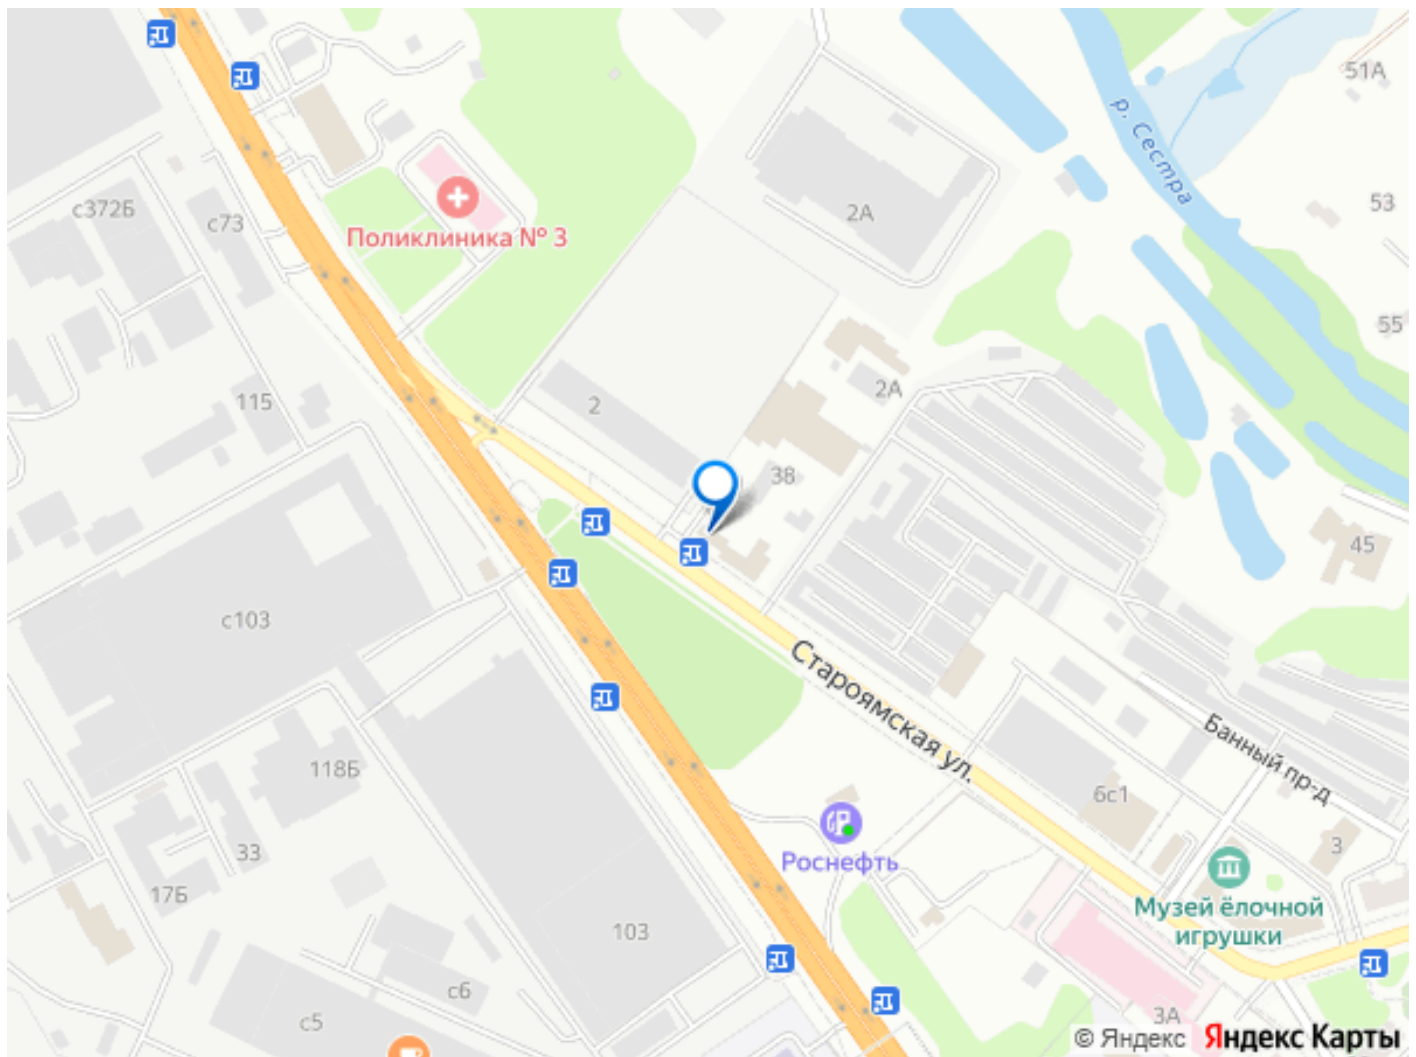 51А
р. Сестра
с372Б
с73
2А
53
Поликлиника № 3
55
115
2
2А
38
45
с103
Староямская ул.
Банный пр-д
118Б
6с1
33
3
Роснефть
17Б
Музей ёлочной
игрушки
103
с6
с5
3А
© Яндекс Яндекс Карты